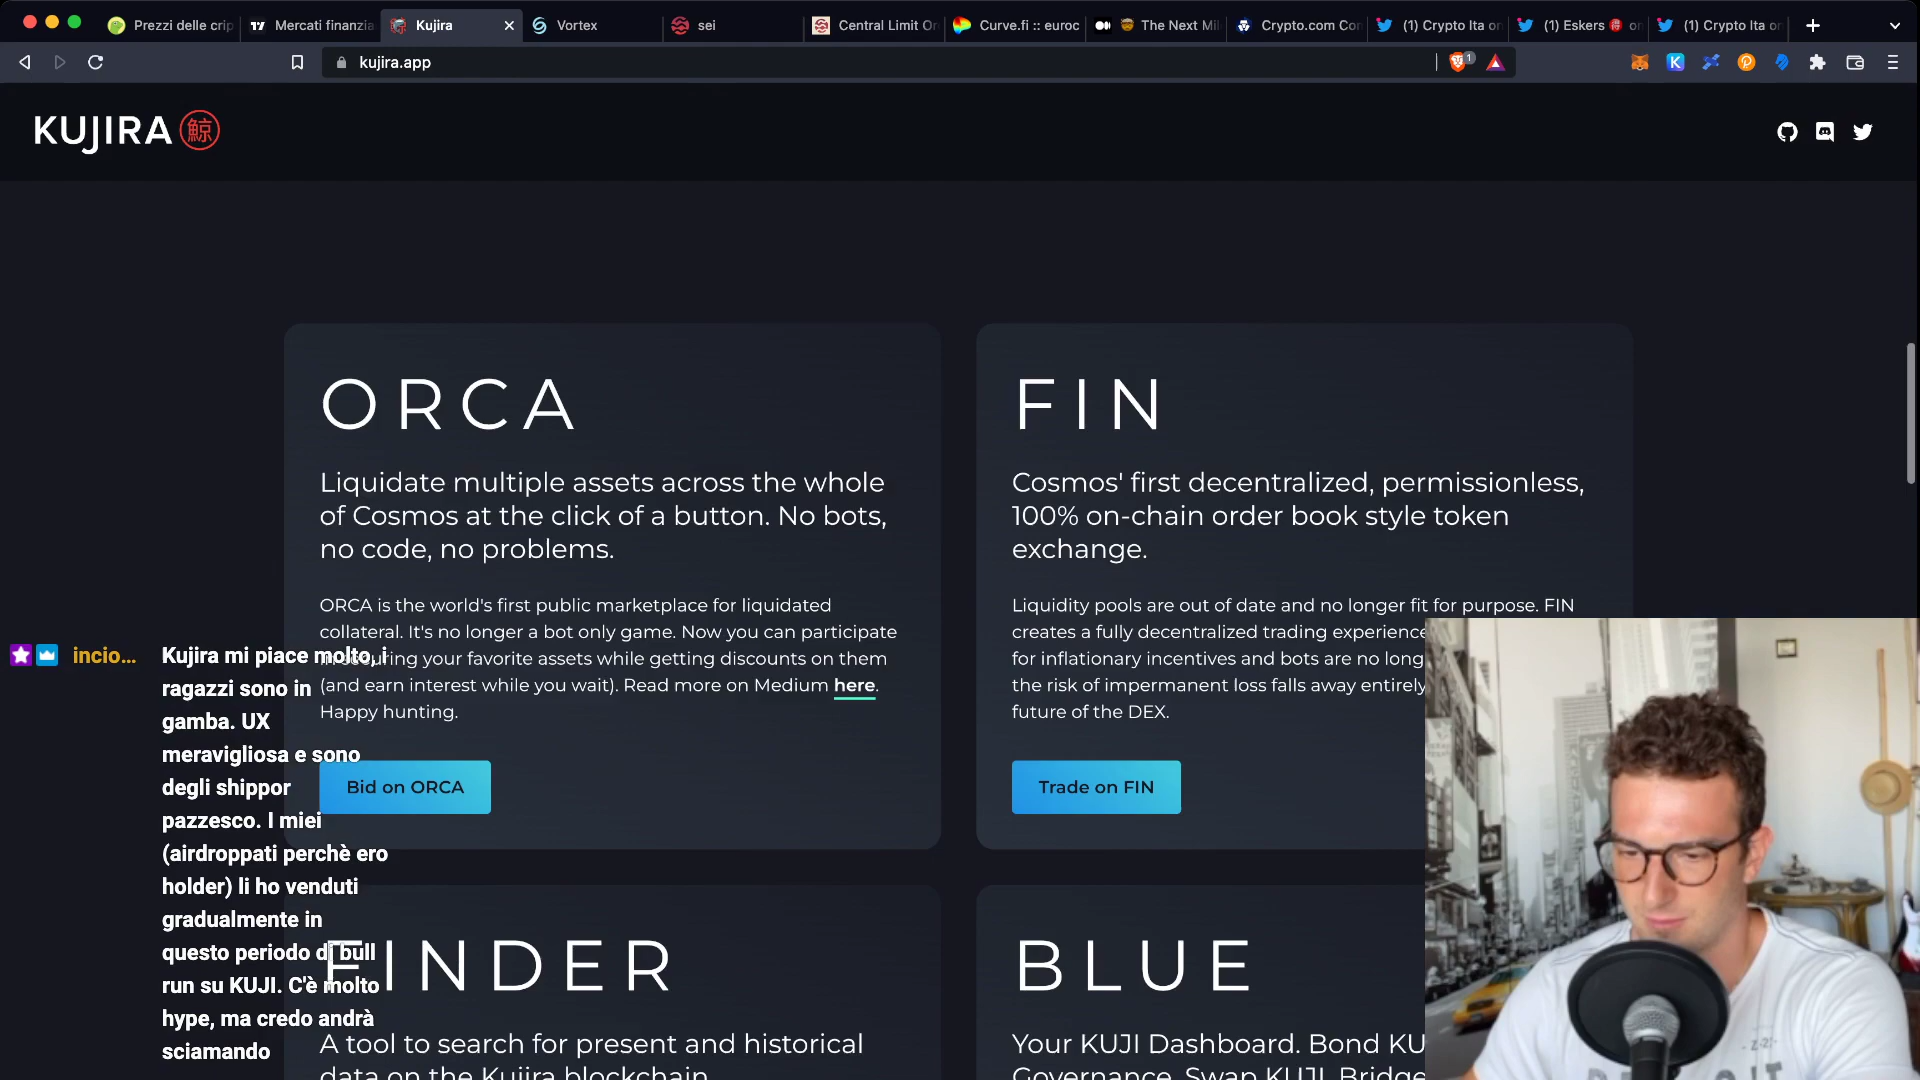 Prezzi delle crip
Mercati finanzia
Kujira
Vortex
sei
Central Limit Or
Curve.fi :: euroc
The Next Mil
Crypto.com Co
(1) Crypto Ita or
(1) Eskers
(1) Crypto Ita or
kujira.app
KUJIRA 鯨
ORCA
Liquidate multiple assets across the whole
of Cosmos at the click of a button. No bots,
no code, no problems.
ORCA is the world's first public marketplace for liquidated
collateral. It's no longer a bot only game. Now you can participate
in securing your favorite assets while getting discounts on them
(and earn interest while you wait). Read more on Medium here.
Happy hunting.
Bid on ORCA
FIN
Cosmos' first decentralized, permissionless,
100% on-chain order book style token
exchange.
Liquidity pools are out of date and no longer fit for purpose. FIN
creates a fully decentralized trading experience
for inflationary incentives and bots are no long
the risk of impermanent loss falls away entirely
future of the DEX.
Trade on FIN
FINDER
A tool to search for present and historical
data on the Kujira blockchain
BLUE
Your KUJI Dashboard. Bond KU
Governance. Swap KUJI. Bridge
incio...
Kujira mi piace molto, i
ragazzi sono in
gamba. UX
meravigliosa e sono
degli shippor
pazzesco. I miei
(airdroppati perchè ero
holder) li ho venduti
gradualmente in
questo periodo di bull
run su KUJI. C'è molto
hype, ma credo andrà
sciamando